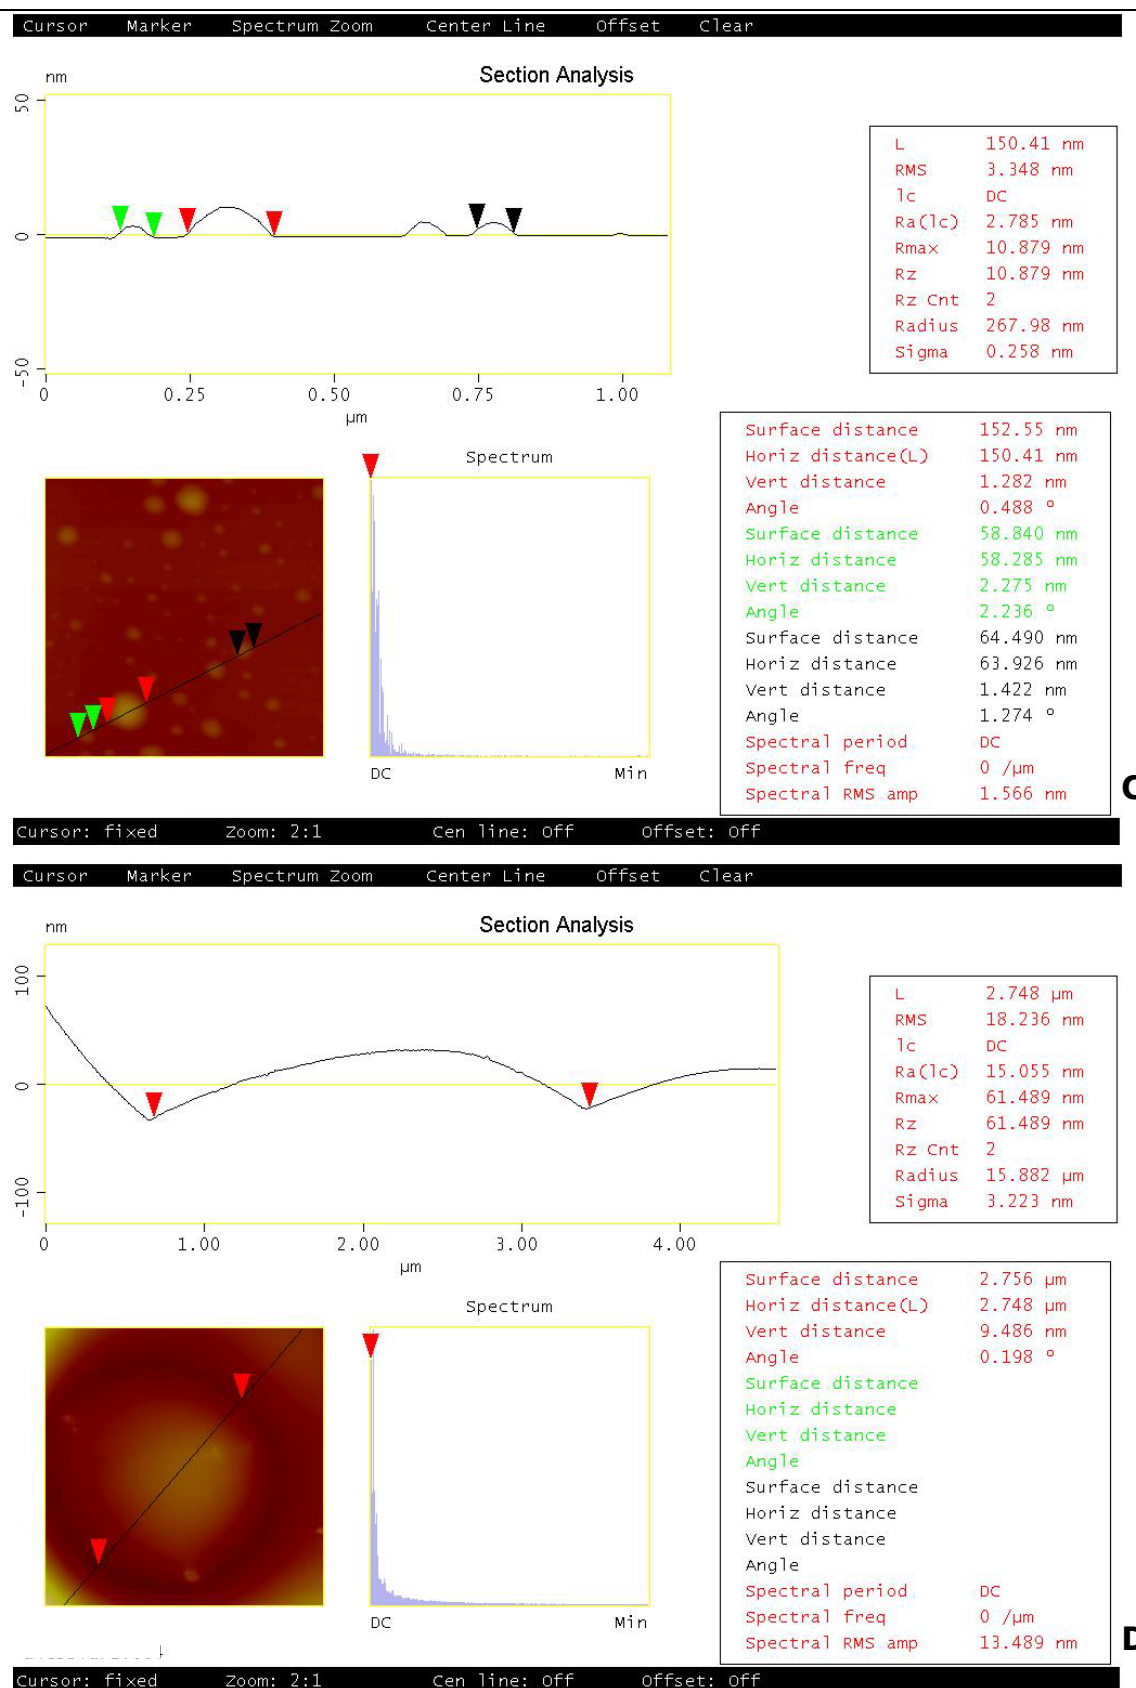 Cursor Marker Spectrum Zoom Center Line Offset Clear
Section Analysis
nm
50
0
-50
0 0.25 0.50 0.75 1.00
µm
L 150.41 nm
RMS 3.348 nm
lc DC
Ra(lc) 2.785 nm
Rmax 10.879 nm
Rz 10.879 nm
Rz Cnt 2
Radius 267.98 nm
Sigma 0.258 nm
Spectrum
DC Min
Surface distance 152.55 nm
Horiz distance(L) 150.41 nm
Vert distance 1.282 nm
Angle 0.488 °
Surface distance 58.840 nm
Horiz distance 58.285 nm
Vert distance 2.275 nm
Angle 2.236 °
Surface distance 64.490 nm
Horiz distance 63.926 nm
Vert distance 1.422 nm
Angle 1.274 °
Spectral period DC
Spectral freq 0 /µm
Spectral RMS amp 1.566 nm
Cursor: fixed Zoom: 2:1 Cen line: Off Offset: Off
Cursor Marker Spectrum Zoom Center Line Offset Clear
Section Analysis
nm
100
0
-100
0 1.00 2.00 3.00 4.00
µm
L 2.748 µm
RMS 18.236 nm
lc DC
Ra(lc) 15.055 nm
Rmax 61.489 nm
Rz 61.489 nm
Rz Cnt 2
Radius 15.882 µm
Sigma 3.223 nm
Spectrum
DC Min
Surface distance 2.756 µm
Horiz distance(L) 2.748 µm
Vert distance 9.486 nm
Angle 0.198 °
Surface distance
Horiz distance
Vert distance
Angle
Surface distance
Horiz distance
Vert distance
Angle
Spectral period DC
Spectral freq 0 /µm
Spectral RMS amp 13.489 nm
Cursor: fixed Zoom: 2:1 Cen line: Off Offset: Off